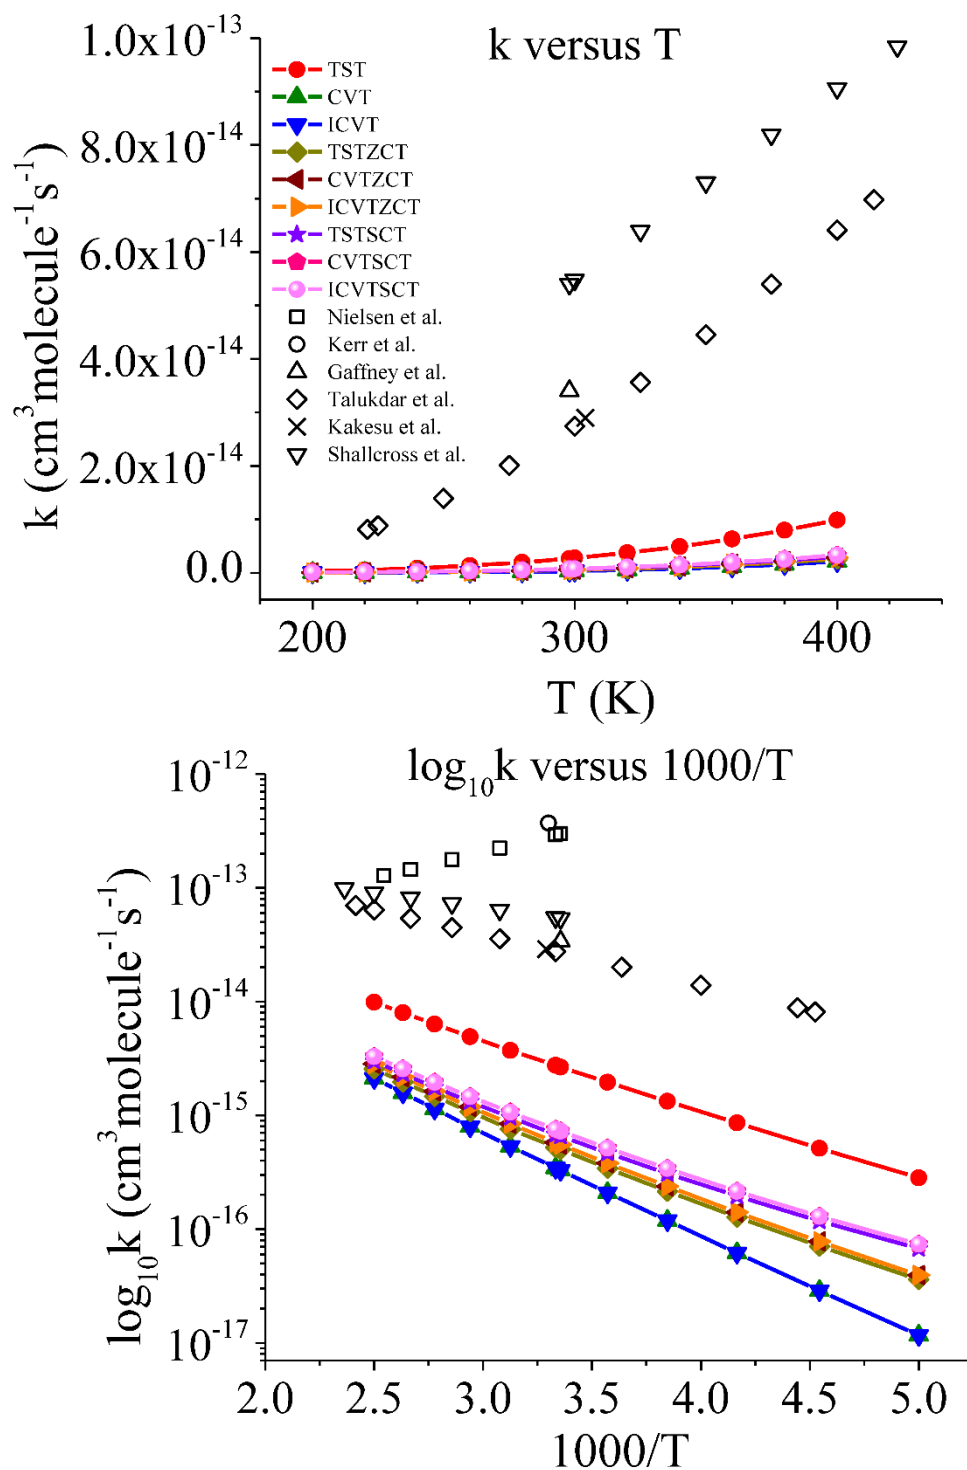 k versus T
1.0x10⁻¹³
8.0x10⁻¹⁴
6.0x10⁻¹⁴
4.0x10⁻¹⁴
2.0x10⁻¹⁴
0.0
k (cm³molecule⁻¹s⁻¹)
TST
CVT
ICVT
TSTZCT
CVTZCT
ICVTZCT
TSTSCT
CVTSCT
ICVTSCT
Nielsen et al.
Kerr et al.
Gaffney et al.
Talukdar et al.
Kakesu et al.
Shallcross et al.
200 300 400
T (K)
log₁₀k versus 1000/T
10⁻¹²
10⁻¹³
10⁻¹⁴
10⁻¹⁵
10⁻¹⁶
10⁻¹⁷
log₁₀k (cm³molecule⁻¹s⁻¹)
2.0 2.5 3.0 3.5 4.0 4.5 5.0
1000/T